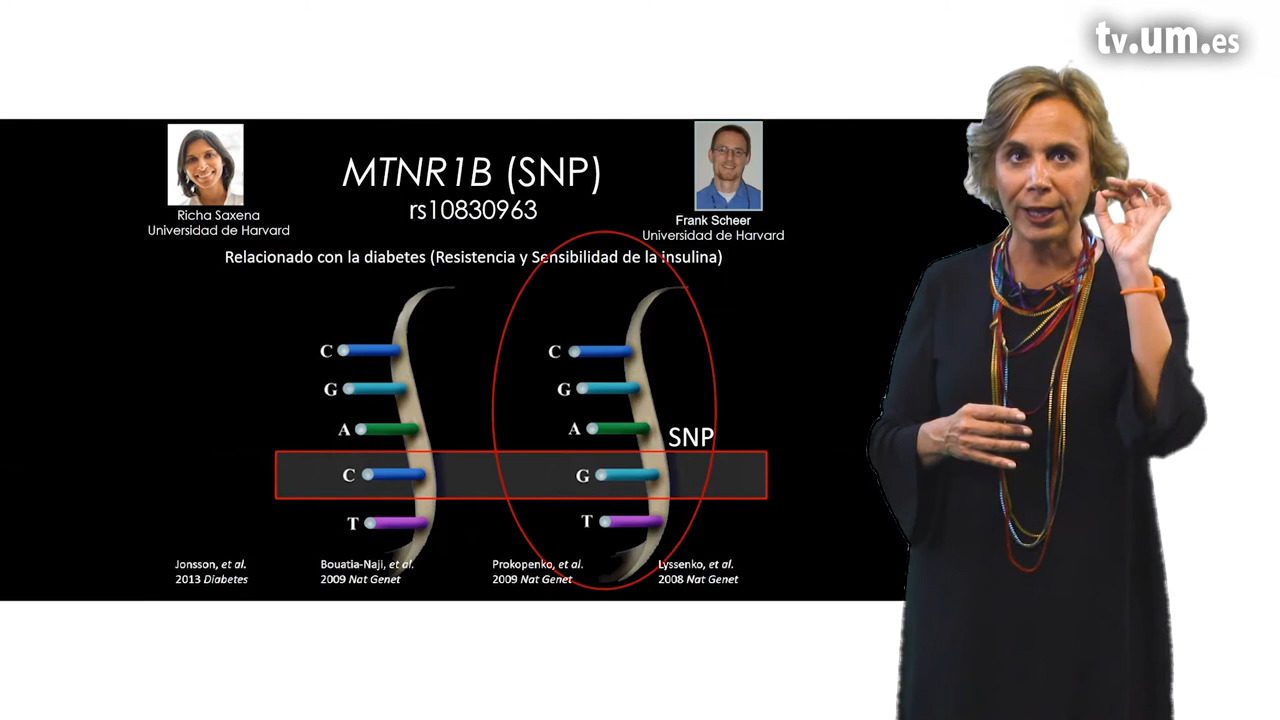 tv.um.es
MTNR1B (SNP)
rs10830963
Richa Saxena
Universidad de Harvard
Frank Scheer
Universidad de Harvard
Relacionado con la diabetes (Resistencia y Sensibilidad de la insulina)
C
C
G
G
A
A
SNP
C
G
T
T
Jonsson, et al.
2013 Diabetes
Bouatia-Naji, et al.
2009 Nat Genet
Prokopenko, et al.
2009 Nat Genet
Lyssenko, et al.
2008 Nat Genet